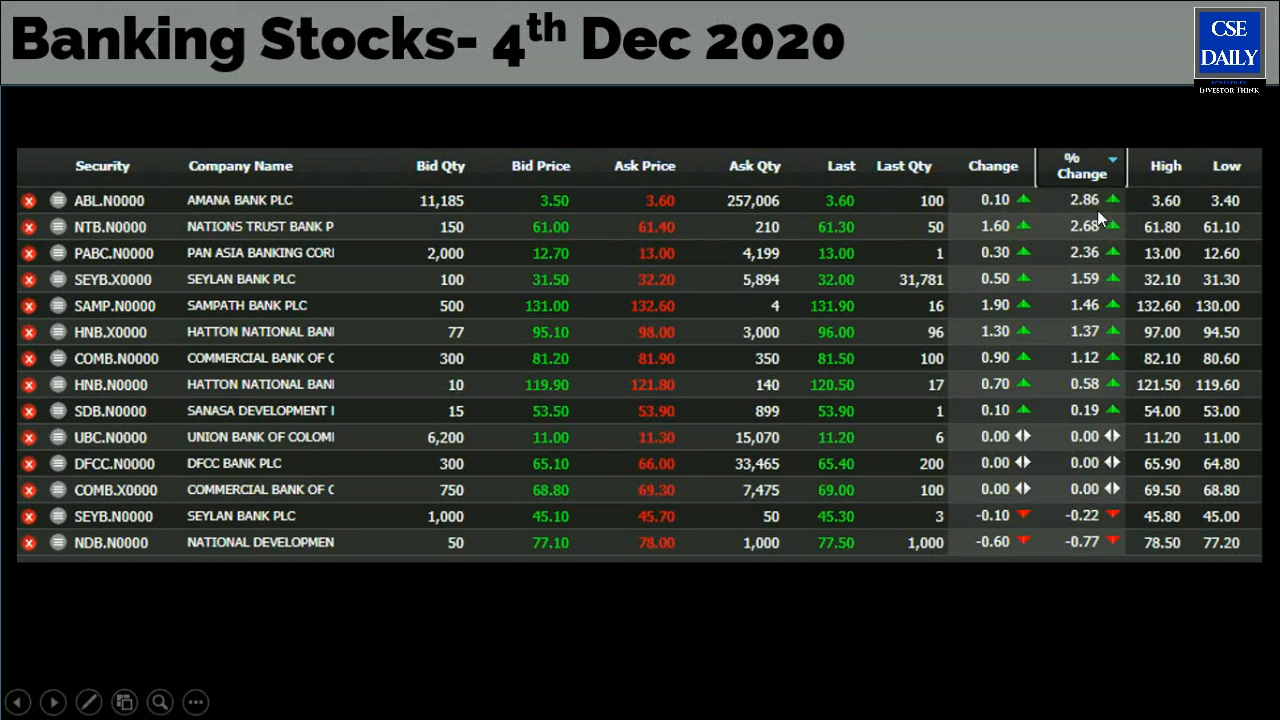 Banking Stocks- 4th Dec 2020
CSE
DAILY
POWERED BY
INVESTOR THINK
Security Company Name Bid Qty Bid Price Ask Price Ask Qty Last Last Qty Change % Change High Low
ABL.N0000 AMANA BANK PLC 11,185 3.50 3.60 257,006 3.60 100 0.10 2.86 3.60 3.40
NTB.N0000 NATIONS TRUST BANK P 150 61.00 61.40 210 61.30 50 1.60 2.68 61.80 61.10
PABC.N0000 PAN ASIA BANKING CORI 2,000 12.70 13.00 4,199 13.00 1 0.30 2.36 13.00 12.60
SEYB.X0000 SEYLAN BANK PLC 100 31.50 32.20 5,894 32.00 31,781 0.50 1.59 32.10 31.30
SAMP.N0000 SAMPATH BANK PLC 500 131.00 132.60 4 131.90 16 1.90 1.46 132.60 130.00
HNB.X0000 HATTON NATIONAL BANI 77 95.10 98.00 3,000 96.00 96 1.30 1.37 97.00 94.50
COMB.N0000 COMMERCIAL BANK OF C 300 81.20 81.90 350 81.50 100 0.90 1.12 82.10 80.60
HNB.N0000 HATTON NATIONAL BANI 10 119.90 121.80 140 120.50 17 0.70 0.58 121.50 119.60
SDB.N0000 SANASA DEVELOPMENT I 15 53.50 53.90 899 53.90 1 0.10 0.19 54.00 53.00
UBC.N0000 UNION BANK OF COLOMI 6,200 11.00 11.30 15,070 11.20 6 0.00 0.00 11.20 11.00
DFCC.N0000 DFCC BANK PLC 300 65.10 66.00 33,465 65.40 200 0.00 0.00 65.90 64.80
COMB.X0000 COMMERCIAL BANK OF C 750 68.80 69.30 7,475 69.00 100 0.00 0.00 69.50 68.80
SEYB.N0000 SEYLAN BANK PLC 1,000 45.10 45.70 50 45.30 3 -0.10 -0.22 45.80 45.00
NDB.N0000 NATIONAL DEVELOPMEN 50 77.10 78.00 1,000 77.50 1,000 -0.60 -0.77 78.50 77.20